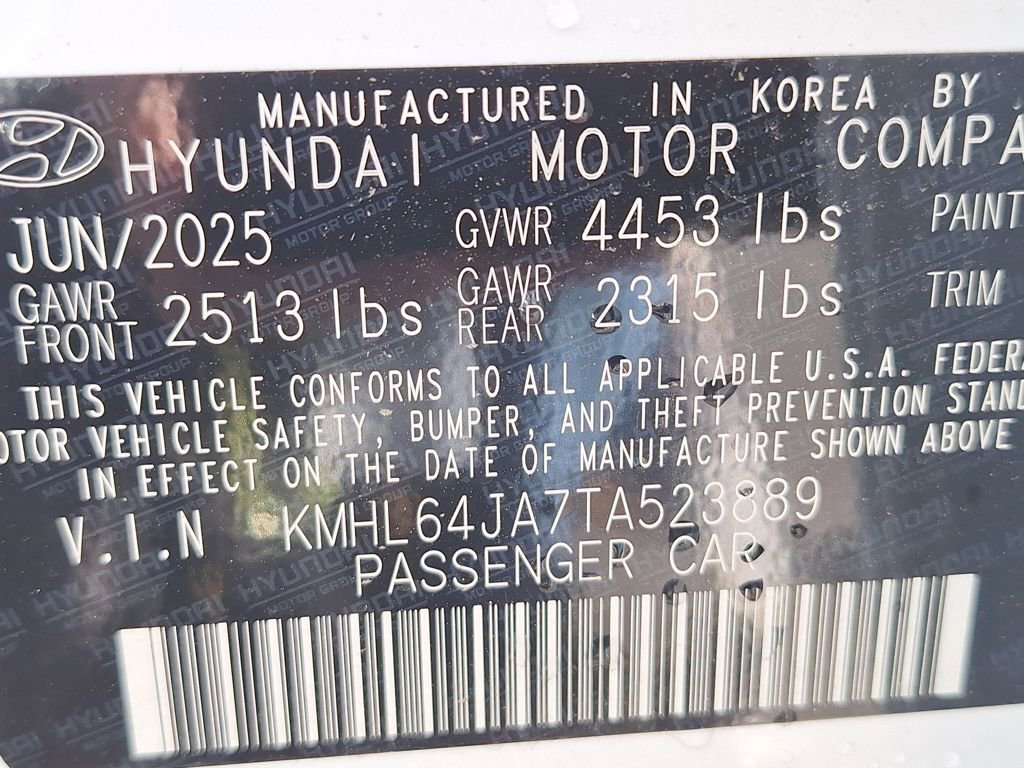 MANUFACTURED IN KOREA BY
HYUNDAI MOTOR COMPA
JUN/2025 GVWR 4453 lbs PAINT
GAWR FRONT 2513 lbs GAWR REAR 2315 lbs TRIM
THIS VEHICLE CONFORMS TO ALL APPLICABLE U.S.A. FEDERA
OTOR VEHICLE SAFETY, BUMPER, AND THEFT PREVENTION STAND
IN EFFECT ON THE DATE OF MANUFACTURE SHOWN ABOVE
V.I.N KMHL64JA7TA523889
PASSENGER CAR